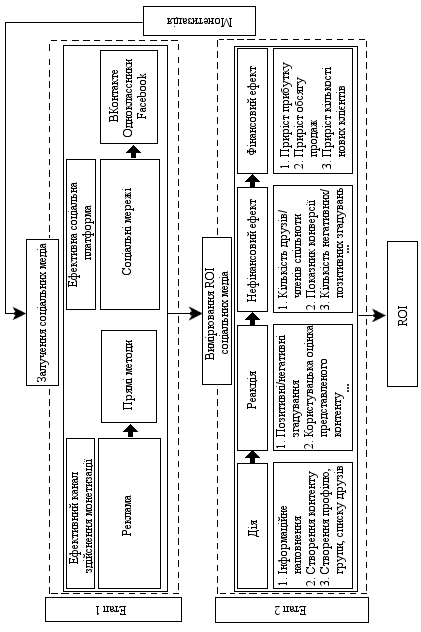 Монетизація
Залучення соціальних медіа
Етап 1
Ефективний канал
здійснення монетизації
Реклама
Прямі методи
Ефективна соціальна
платформа
Соціальні мережі
ВКонтакте
Одноклассники
Facebook
Вимірювання ROI
соціальних медіа
Етап 2
Дія
1. Інформаційне
наповнення
2. Створення контенту
3. Створення профілю,
групи, списку друзів
Реакція
1. Позитивні/негативні
згадування
2. Користувацька оцінка
представленого
контенту ...
Нефінансовий ефект
1. Кількість друзів/
членів спільноти
2. Показник конверсії
3. Кількість негативних/
позитивних згадувань
...
Фінансовий ефект
1. Приріст прибутку
2. Приріст обсягу
продаж
3. Приріст кількості
нових клієнтів
ROI